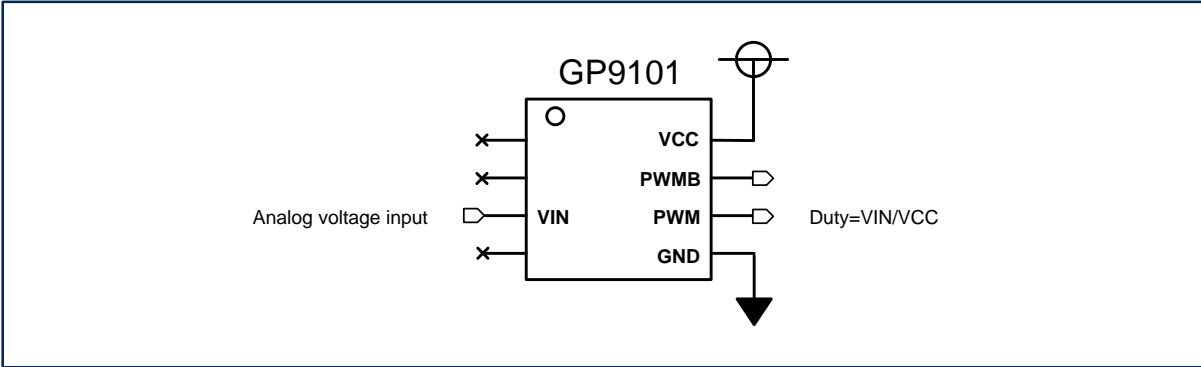 GP9101
VCC
PWMB
Analog voltage input VIN PWM Duty=VIN/VCC
GND